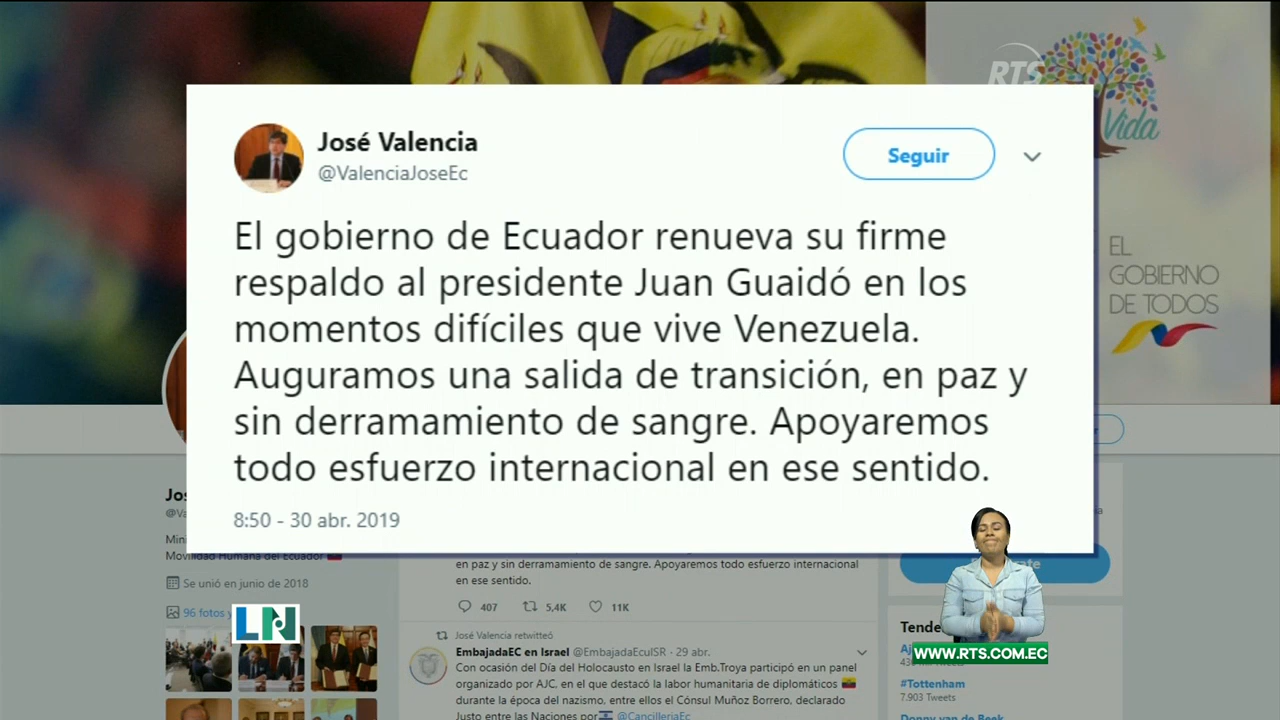 RTS
Vida
EL
GOBIERNO
DE TODOS
José Valencia
@ValenciaJoseEc
Seguir
El gobierno de Ecuador renueva su firme
respaldo al presidente Juan Guaidó en los
momentos difíciles que vive Venezuela.
Auguramos una salida de transición, en paz y
sin derramamiento de sangre. Apoyaremos
todo esfuerzo internacional en ese sentido.
8:50 - 30 abr. 2019
Movilidad Humana del Ecuador
Se unió en junio de 2018
96 fotos y
LN
en paz y sin derramamiento de sangre. Apoyaremos todo esfuerzo internacional
en ese sentido.
407 5,4K 11K
José Valencia retwitteó
EmbajadaEC en Israel @EmbajadaEcuISR · 29 abr.
Con ocasión del Día del Holocausto en Israel la Emb.Troya participó en un panel
organizado por AJC, en el que destacó la labor humanitaria de diplomáticos
durante la época del nazismo, entre ellos el Cónsul Muñoz Borrero, declarado
Justo entre las Naciones por @CancilleriaEc
WWW.RTS.COM.EC
#Tottenham
7.903 Tweets
Donny van de Beek